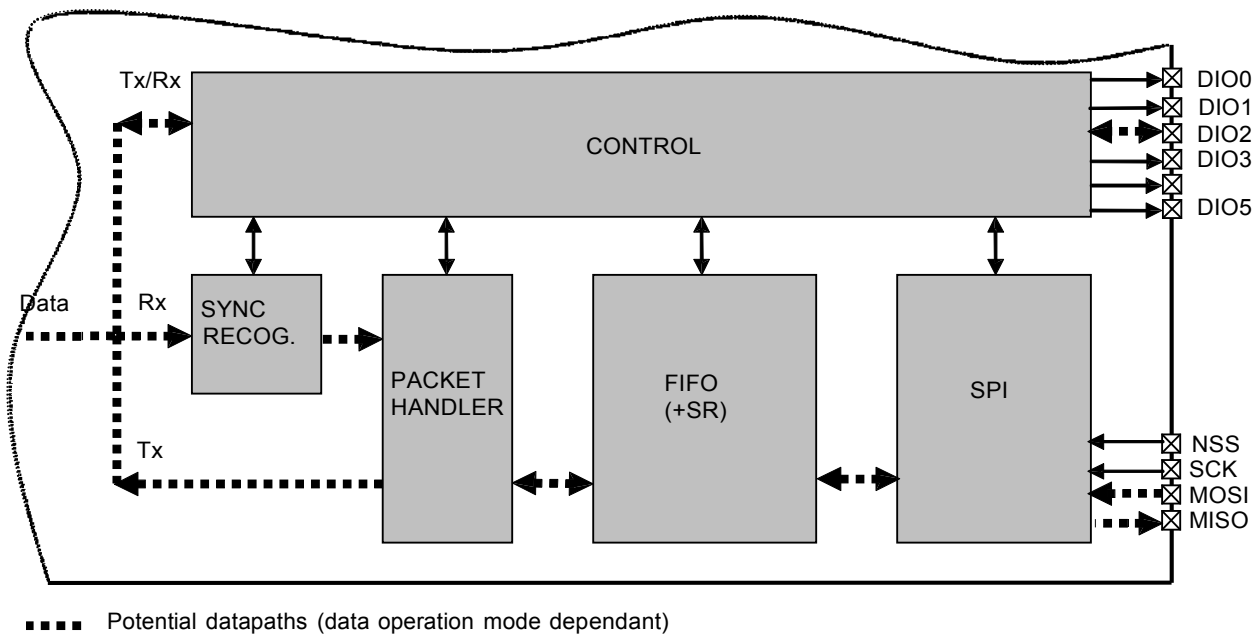 Tx/Rx
CONTROL
DIO0
DIO1
DIO2
DIO3
DIO5
Data
Rx
SYNC
RECOG.
PACKET
HANDLER
FIFO
(+SR)
SPI
Tx
NSS
SCK
MOSI
MISO
Potential datapaths (data operation mode dependant)